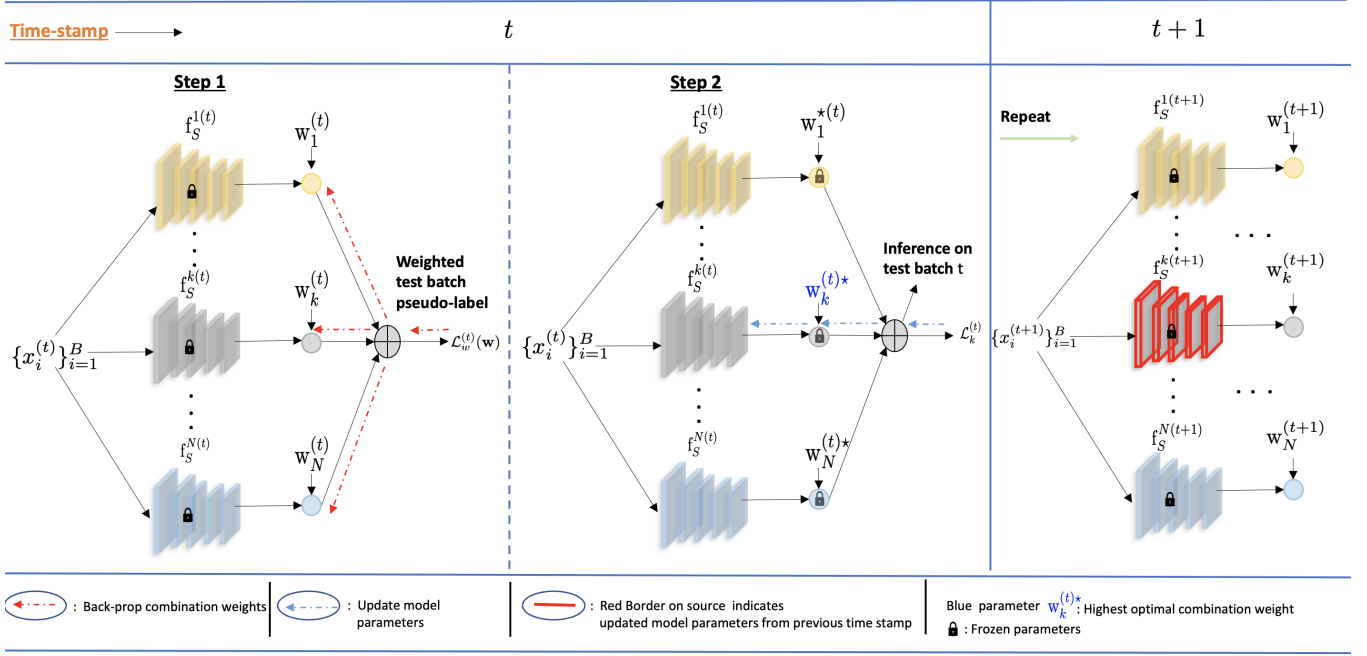 Time-stamp
t
t + 1
Step 1
f_S^{1(t)}
w_1^{(t)}
f_S^{k(t)}
w_k^{(t)}
Weighted
test batch
pseudo-label
{x_i^{(t)}}_{i=1}^B
ℒ_w^{(t)}(w)
f_S^{N(t)}
w_N^{(t)}
Step 2
f_S^{1(t)}
w_1^{⋆(t)}
Inference on
test batch t
f_S^{k(t)}
w_k^{(t)⋆}
{x_i^{(t)}}_{i=1}^B
ℒ_k^{(t)}
f_S^{N(t)}
w_N^{(t)⋆}
Repeat
f_S^{1(t+1)}
w_1^{(t+1)}
f_S^{k(t+1)}
w_k^{(t+1)}
{x_i^{(t+1)}}_{i=1}^B
f_S^{N(t+1)}
w_N^{(t+1)}
: Back-prop combination weights
: Update model
parameters
: Red Border on source indicates
updated model parameters from previous time stamp
Blue parameter w_k^{(t)⋆} : Highest optimal combination weight
: Frozen parameters